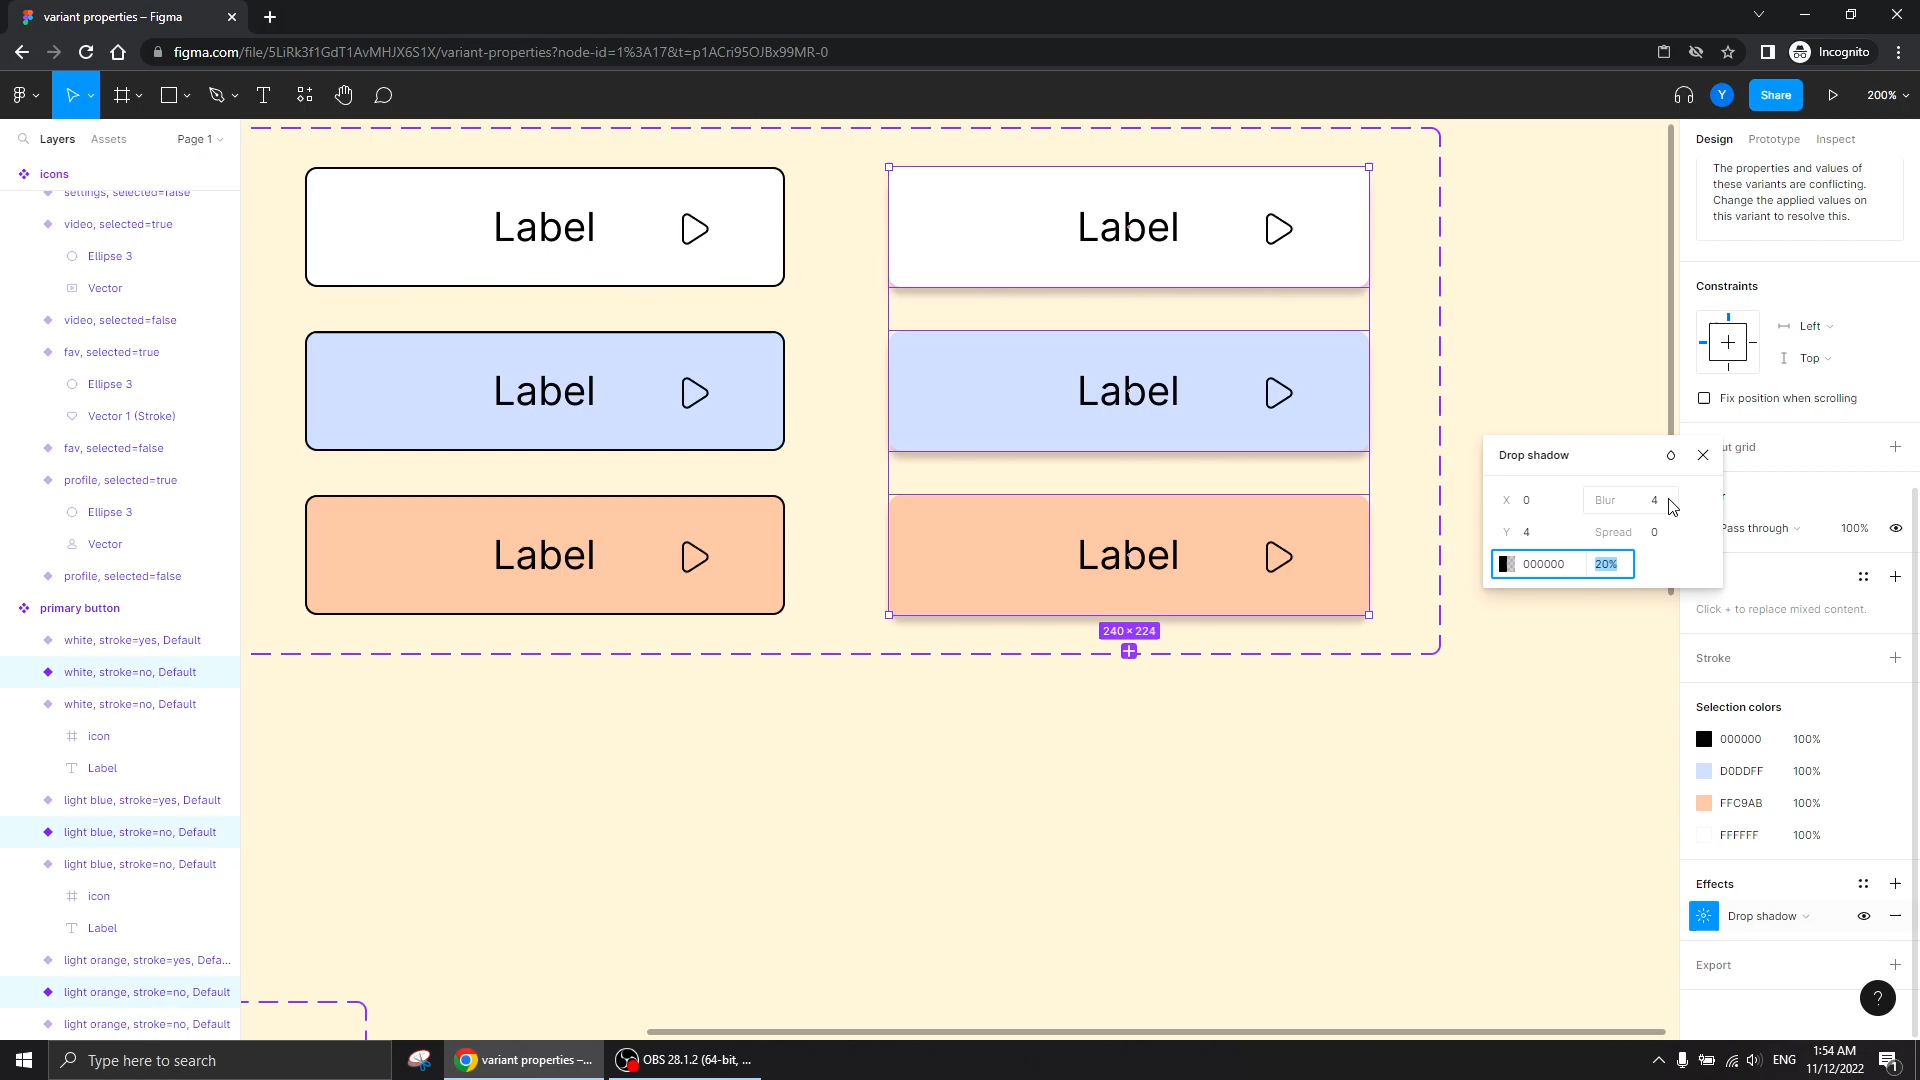 variant properties – Figma
figma.com/file/5LiRk3f1GdT1AvMHJX6S1X/variant-properties?node-id=1%3A17&t=p1ACri95OJBx99MR-0
Incognito
Y
Share
200%
Layers
Assets
Page 1
icons
settings, selected=false
video, selected=true
Ellipse 3
Vector
video, selected=false
fav, selected=true
Ellipse 3
Vector 1 (Stroke)
fav, selected=false
profile, selected=true
Ellipse 3
Vector
profile, selected=false
primary button
white, stroke=yes, Default
white, stroke=no, Default
white, stroke=no, Default
icon
Label
light blue, stroke=yes, Default
light blue, stroke=no, Default
light blue, stroke=no, Default
icon
Label
light orange, stroke=yes, Defa...
light orange, stroke=no, Default
light orange, stroke=no, Default
Label
Label
Label
Label
Label
Label
240 × 224
Design
Prototype
Inspect
The properties and values of
these variants are conflicting.
Change the applied values on
this variant to resolve this.
Constraints
Left
Top
Fix position when scrolling
ut grid
Drop shadow
X 0
Blur 4
Y 4
Spread 0
000000 20%
Pass through 100%
Click + to replace mixed content.
Stroke
Selection colors
000000 100%
D0DDFF 100%
FFC9AB 100%
FFFFFF 100%
Effects
Drop shadow
Export
?
Type here to search
variant properties –...
OBS 28.1.2 (64-bit, ...
ENG
1:54 AM
11/12/2022
1